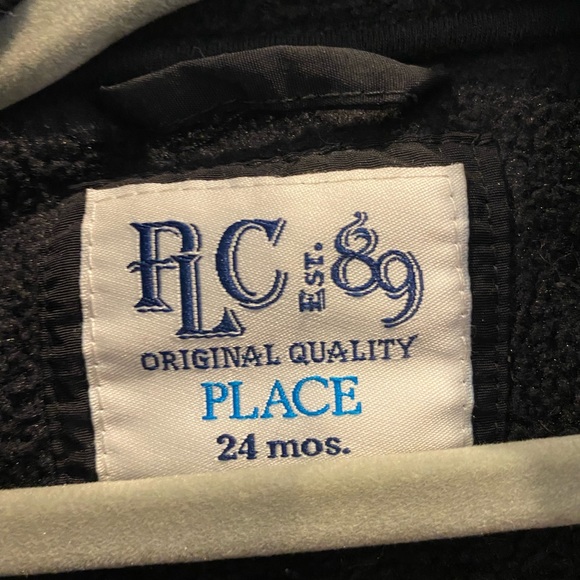 PLC EST. '89
ORIGINAL QUALITY
PLACE
24 mos.